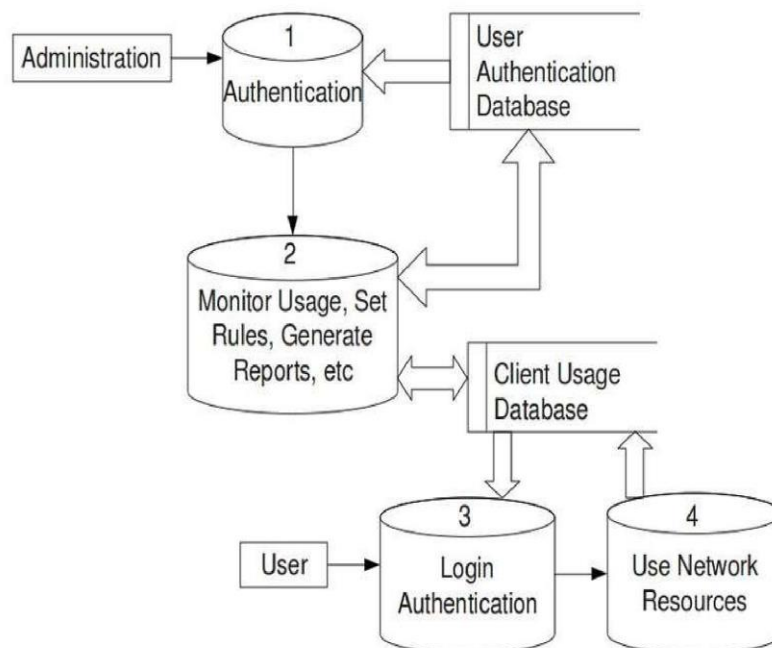 1
Administration
Authentication
User
Authentication
Database
2
Monitor Usage, Set
Rules, Generate
Reports, etc
Client Usage
Database
3
4
User
Login
Authentication
Use Network
Resources